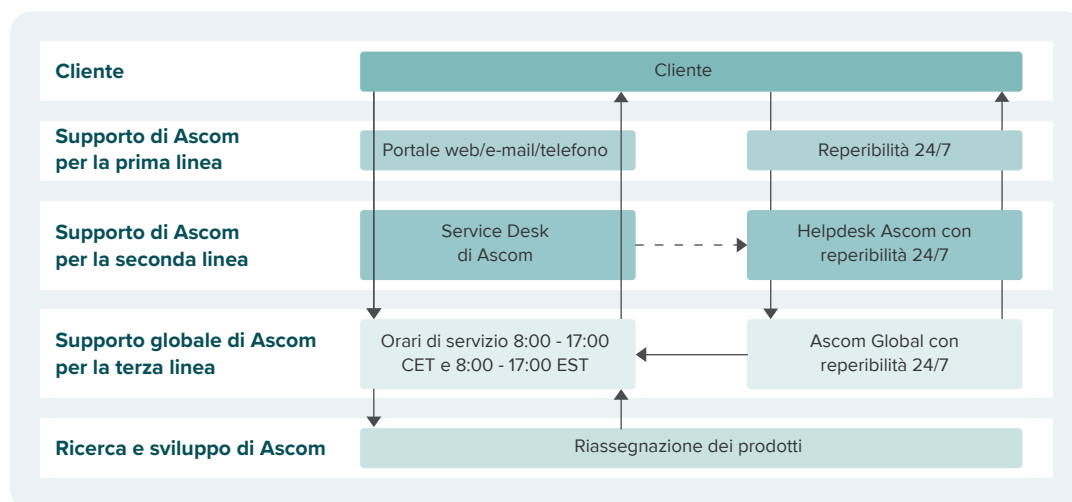 Cliente
Cliente
Supporto di Ascom
per la prima linea
Portale web/e-mail/telefono
Reperibilità 24/7
Supporto di Ascom
per la seconda linea
Service Desk
di Ascom
Helpdesk Ascom con
reperibilità 24/7
Supporto globale di Ascom
per la terza linea
Orari di servizio 8:00 - 17:00
CET e 8:00 - 17:00 EST
Ascom Global con
reperibilità 24/7
Ricerca e sviluppo di Ascom
Riassegnazione dei prodotti